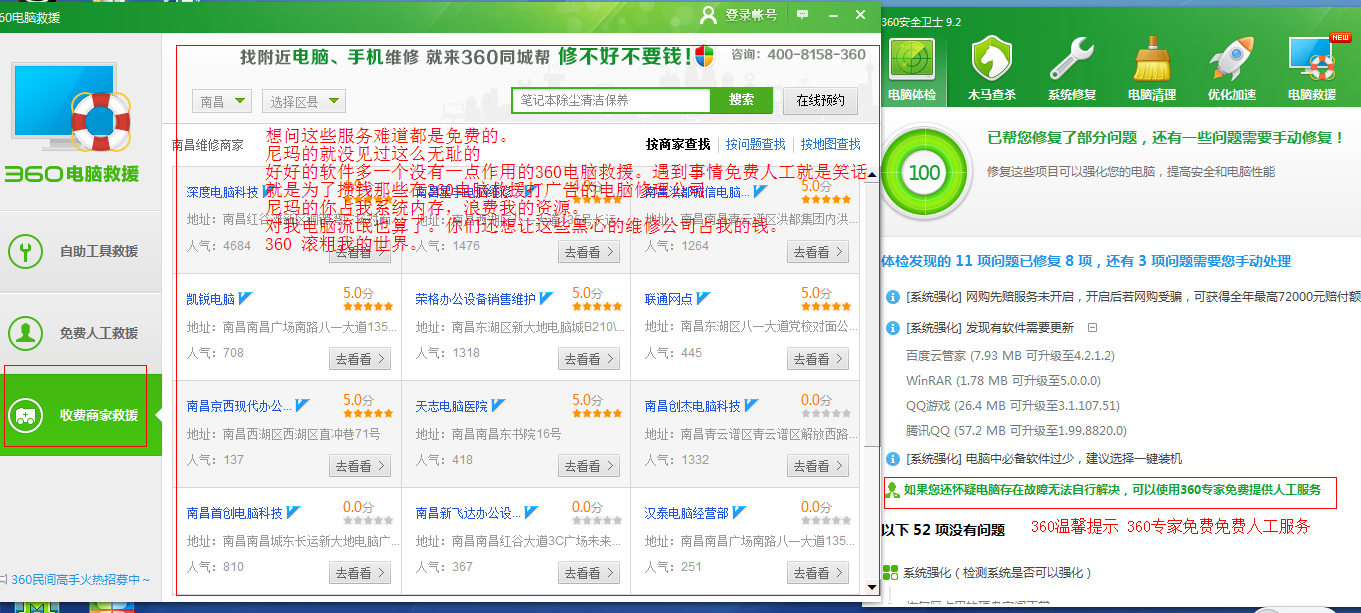 360电脑救援
登录帐号
360电脑救援
自助工具救援
免费人工救援
收费商家救援
360民间高手火热招募中~
找附近电脑、手机维修 就来360同城帮 修不好不要钱!
咨询: 400-8158-360
南昌
选择区县
笔记本除尘清洁保养
搜索
在线预约
南昌维修商家
按商家查找
按问题查找
按地图查找
想问这些服务难道都是免费的。
尼玛的就没见过这么无耻的
好好的软件多一个没有一点作用的360电脑救援。遇到事情免费人工就是笑话
就是为了摆找那些在360电脑救援打广告的电脑修理公司
尼玛的你占我系统内存，浪费我的资源。
对我电脑流氓也算了。你们还想让这些黑心的维修公司占我的钱。
360 滚粗我的世界。
深度电脑科技
5.0分
人气: 4684
去看看
人气: 1476
去看看
5.0分
地址: 南昌南昌青云谱区洪都集团内洪...
人气: 1264
去看看
凯锐电脑
5.0分
地址: 南昌南昌广场南路八一大道135...
人气: 708
去看看
荣格办公设备销售维护
5.0分
地址: 南昌东湖区新大地电脑城B210\...
人气: 1318
去看看
联通网点
5.0分
地址: 南昌东湖区八一大道党校对面公...
人气: 445
去看看
南昌京西现代办公...
5.0分
地址: 南昌西湖区西湖区直冲巷71号
人气: 137
去看看
天志电脑医院
5.0分
地址: 南昌南昌东书院16号
人气: 418
去看看
南昌创杰电脑科技
0.0分
地址: 南昌青云谱区青云谱区解放西路...
人气: 1332
去看看
南昌首创电脑科技
0.0分
地址: 南昌南昌城东长运新大地电脑广...
人气: 810
去看看
南昌新飞达办公设...
0.0分
地址: 南昌南昌红谷大道3C广场未来...
人气: 367
去看看
汉泰电脑经营部
0.0分
地址: 南昌南昌广场南路八一大道135...
人气: 251
去看看
360安全卫士 9.2
电脑体检
木马查杀
系统修复
电脑清理
优化加速
NEW
电脑救援
100
已帮您修复了部分问题，还有一些问题需要手动修复！
修复这些项目可以强化您的电脑，提高安全和电脑性能
体检发现的 11 项问题已修复 8 项，还有 3 项问题需要您手动处理
[系统强化] 网购先赔服务未开启，开启后若网购受骗，可获得全年最高72000元赔付额
[系统强化] 发现有软件需要更新
百度云管家 (7.93 MB 可升级至4.2.1.2)
WinRAR (1.78 MB 可升级至5.0.0.0)
QQ游戏 (26.4 MB 可升级至3.1.107.51)
腾讯QQ (57.2 MB 可升级至1.99.8820.0)
[系统强化] 电脑中必备软件过少，建议选择一键装机
如果您还怀疑电脑存在故障无法自行解决，可以使用360专家免费提供人工服务
以下 52 项没有问题
360温馨提示 360专家免费免费人工服务
系统强化 ( 检测系统是否可以强化 )